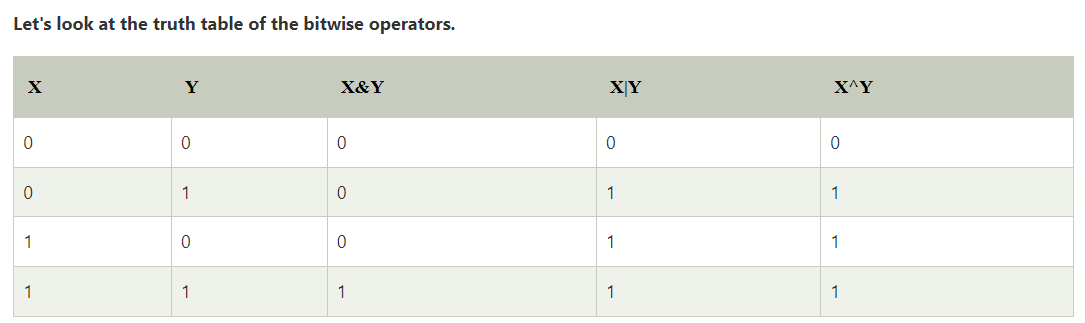 Let's look at the truth table of the bitwise operators.
X Y X&Y X|Y X^Y
0 0 0 0 0
0 1 0 1 1
1 0 0 1 1
1 1 1 1 1